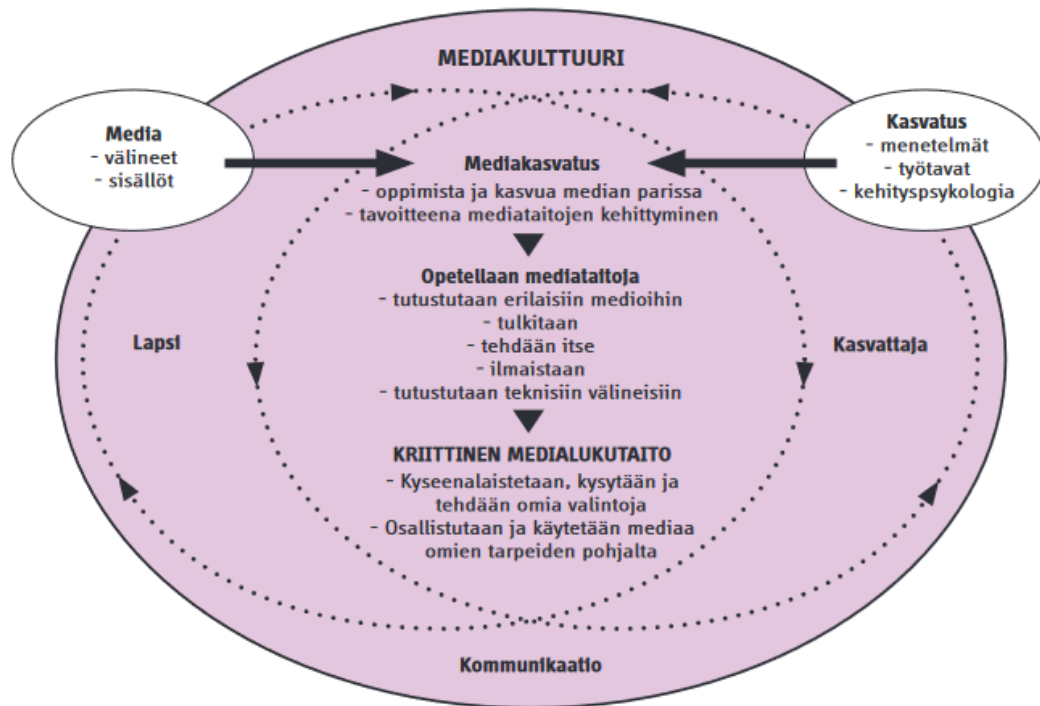 MEDIAKULTTUURI
Media
- välineet
- sisällöt
Kasvatus
- menetelmät
- työtavat
- kehityspsykologia
Mediakasvatus
- oppimista ja kasvua median parissa
- tavoitteena mediataitojen kehittyminen
Opetellaan mediataitoja
- tutustutaan erilaisiin medioihin
- tulkitaan
- tehdään itse
- ilmaistaan
- tutustutaan teknisiin välineisiin
Lapsi
Kasvattaja
KRIITTINEN MEDIALUKUTAITO
- Kyseenalaistetaan, kysytään ja
tehdään omia valintoja
- Osallistutaan ja käytetään mediaa
omien tarpeiden pohjalta
Kommunikaatio